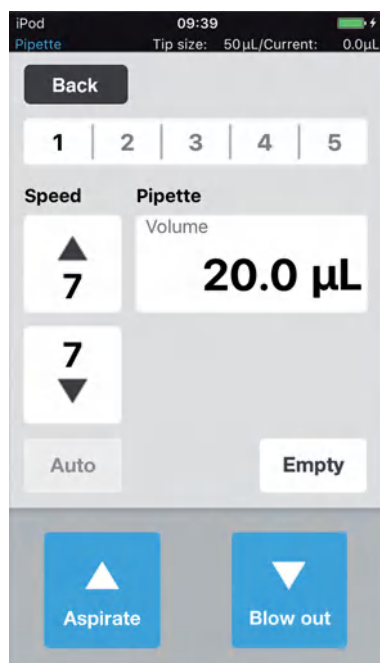 iPod 09:39
Pipette Tip size: 50µL/Current: 0.0µL
Back
1 2 3 4 5
Speed Pipette
Volume
7 20.0 µL
7
Auto Empty
Aspirate Blow out